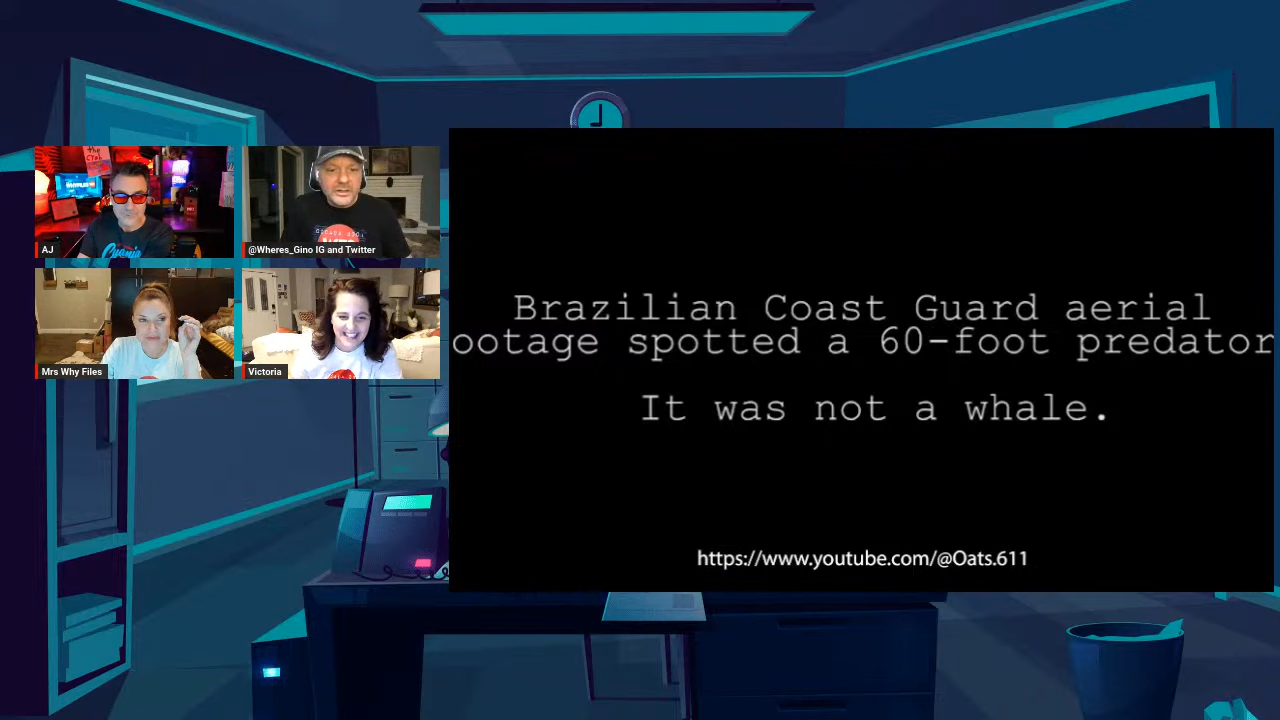 AJ
@Wheres_Gino IG and Twitter
Mrs Why Files
Victoria
Brazilian Coast Guard aerial
ootage spotted a 60-foot predator
It was not a whale.
https://www.youtube.com/@Oats.611